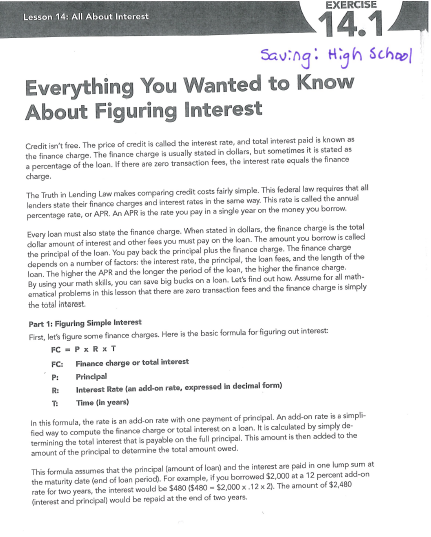 Lesson 14: All About Interest
EXERCISE
14.1
Saving: High School
Everything You Wanted to Know
About Figuring Interest
Credit isn't free. The price of credit is called the interest rate, and total interest paid is known as
the finance charge. The finance charge is usually stated in dollars, but sometimes it is stated as
a percentage of the loan. If there are zero transaction fees, the interest rate equals the finance
charge.
The Truth in Lending Law makes comparing credit costs fairly simple. This federal law requires that all
lenders state their finance charges and interest rates in the same way. This rate is called the annual
percentage rate, or APR. An APR is the rate you pay in a single year on the money you borrow.
Every loan must also state the finance charge. When stated in dollars, the finance charge is the total
dollar amount of interest and other fees you must pay on the loan. The amount you borrow is called
the principal of the loan. You pay back the principal plus the finance charge. The finance charge
depends on a number of factors: the interest rate, the principal, the loan fees, and the length of the
loan. The higher the APR and the longer the period of the loan, the higher the finance charge.
By using your math skills, you can save big bucks on a loan. Let's find out how. Assume for all math-
ematical problems in this lesson that there are zero transaction fees and the finance charge is simply
the total interest.
Part 1: Figuring Simple Interest
First, let's figure some finance charges. Here is the basic formula for figuring out interest:
FC = P x R x T
FC: Finance charge or total interest
P: Principal
R: Interest Rate (an add-on rate, expressed in decimal form)
T: Time (in years)
In this formula, the rate is an add-on rate with one payment of principal. An add-on rate is a simpli-
fied way to compute the finance charge or total interest on a loan. It is calculated by simply de-
termining the total interest that is payable on the full principal. This amount is then added to the
amount of the principal to determine the total amount owed.
This formula assumes that the principal (amount of loan) and the interest are paid in one lump sum at
the maturity date (end of loan period). For example, if you borrowed $2,000 at a 12 percent add-on
rate for two years, the interest would be $480 ($480 = $2,000 x .12 x 2). The amount of $2,480
(interest and principal) would be repaid at the end of two years.